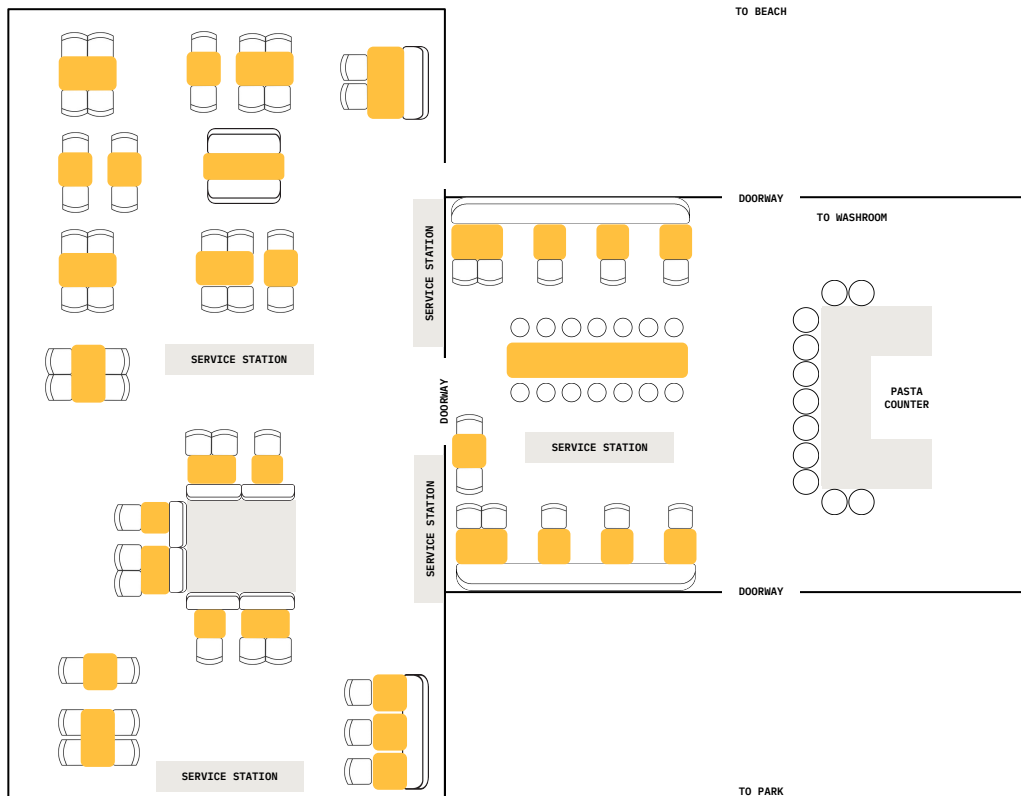 TO BEACH
DOORWAY
TO WASHROOM
SERVICE STATION
SERVICE STATION
DOORWAY
PASTA
COUNTER
SERVICE STATION
SERVICE STATION
DOORWAY
SERVICE STATION
TO PARK